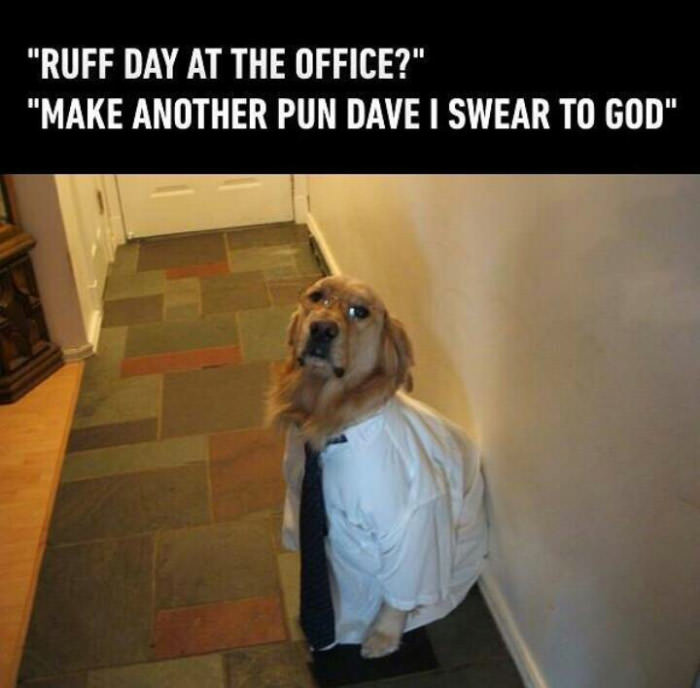 "RUFF DAY AT THE OFFICE?"
"MAKE ANOTHER PUN DAVE I SWEAR TO GOD"